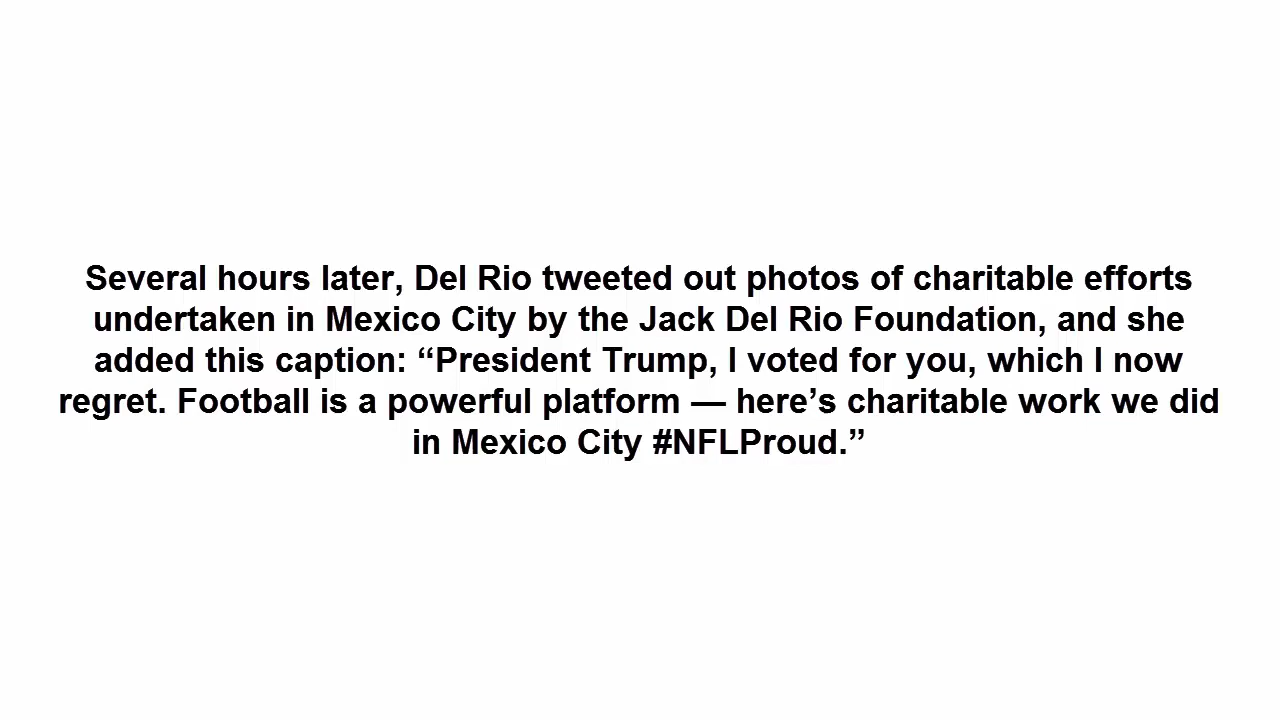 Several hours later, Del Rio tweeted out photos of charitable efforts
undertaken in Mexico City by the Jack Del Rio Foundation, and she
added this caption: “President Trump, I voted for you, which I now
regret. Football is a powerful platform — here’s charitable work we did
in Mexico City #NFLProud.”